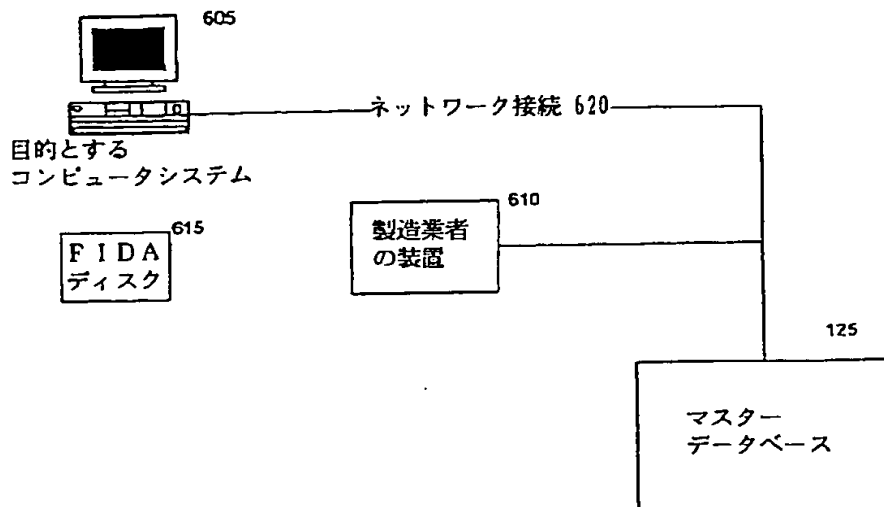 605
ネットワーク接続 620
目的とする
コンピュータシステム
615
FIDA
ディスク
610
製造業者
の装置
125
マスター
データベース